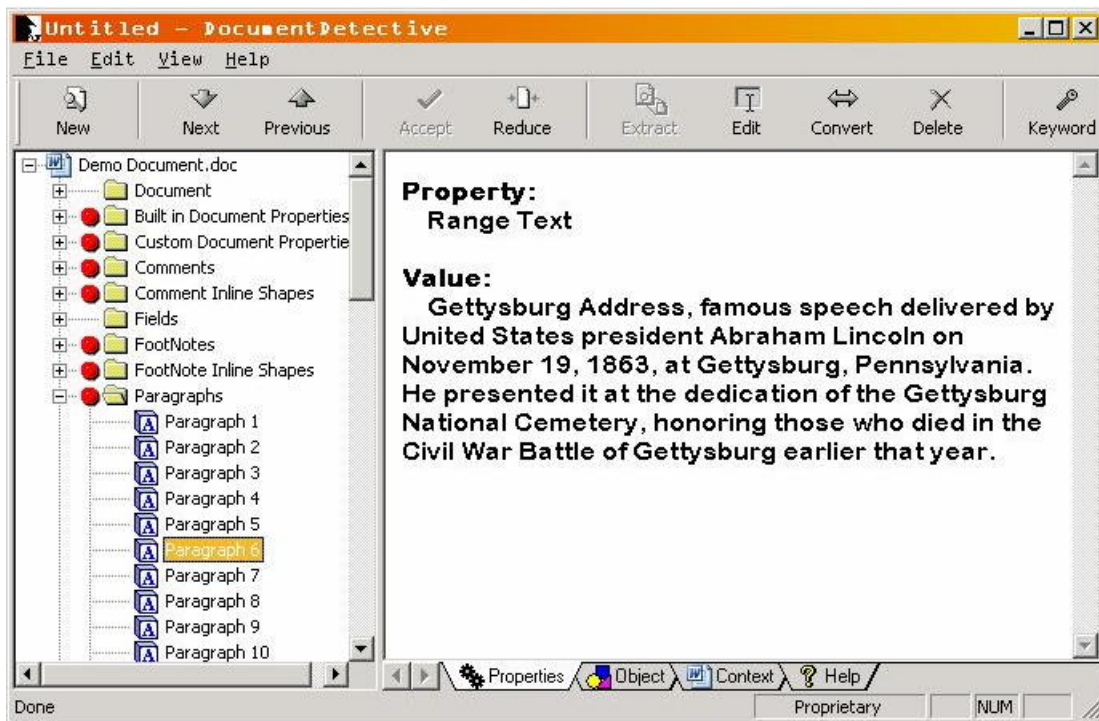 Untitled - DocumentDetective
File Edit View Help
New Next Previous Accept Reduce Extract Edit Convert Delete Keyword
Demo Document.doc
Document
Built in Document Properties
Custom Document Propertie
Comments
Comment Inline Shapes
Fields
FootNotes
FootNote Inline Shapes
Paragraphs
Paragraph 1
Paragraph 2
Paragraph 3
Paragraph 4
Paragraph 5
Paragraph 6
Paragraph 7
Paragraph 8
Paragraph 9
Paragraph 10
Property:
Range Text
Value:
Gettysburg Address, famous speech delivered by
United States president Abraham Lincoln on
November 19, 1863, at Gettysburg, Pennsylvania.
He presented it at the dedication of the Gettysburg
National Cemetery, honoring those who died in the
Civil War Battle of Gettysburg earlier that year.
Properties Object Context Help
Done Proprietary NUM